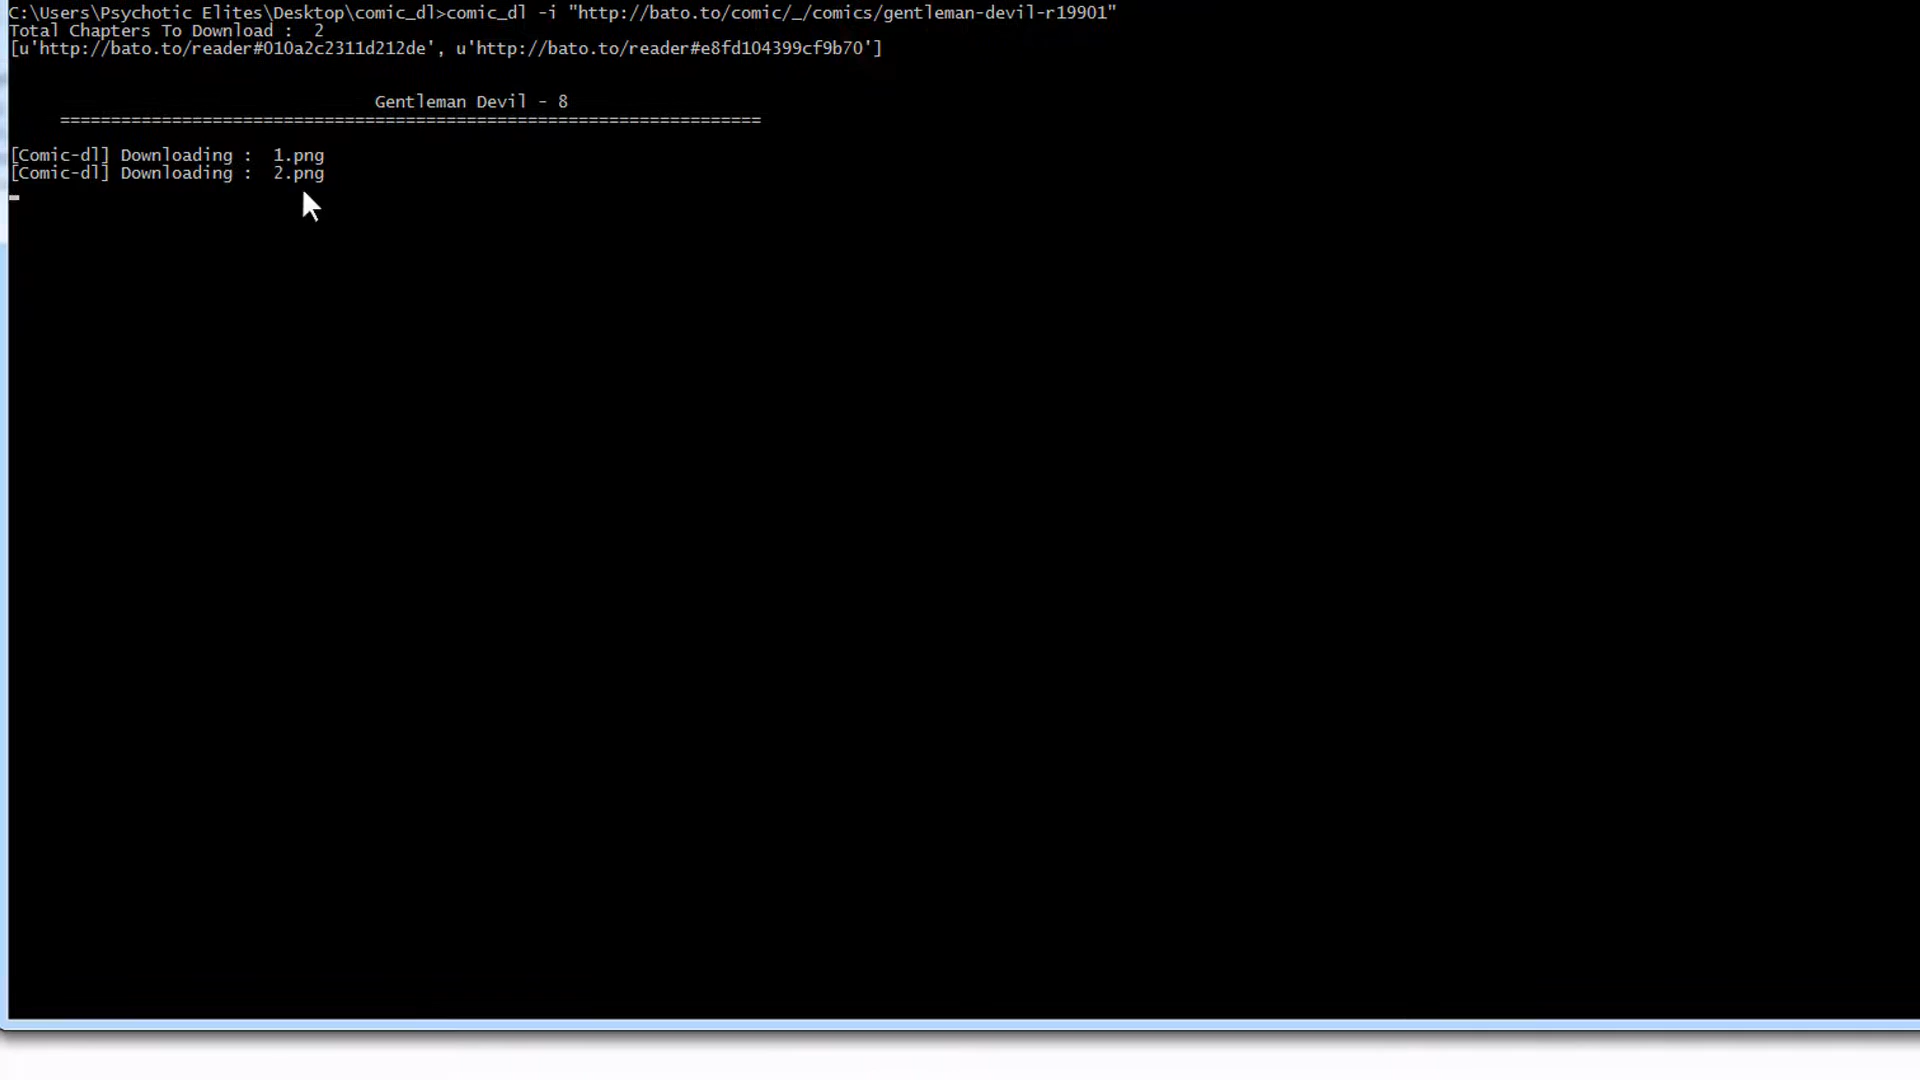 C:\Users\Psychotic Elites\Desktop\comic_dl>comic_dl -i "http://bato.to/comic/_/comics/gentleman-devil-r19901"
Total Chapters To Download :  2
[u'http://bato.to/reader#010a2c2311d212de', u'http://bato.to/reader#e8fd104399cf9b70']
Gentleman Devil - 8
=====================================================================
[Comic-dl] Downloading :  1.png
[Comic-dl] Downloading :  2.png